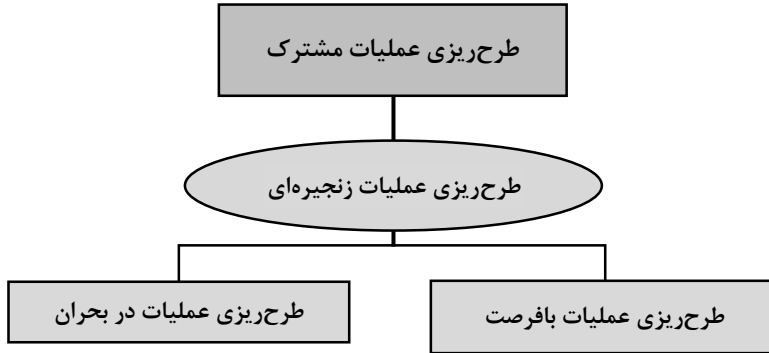 طرح‌ریزی عملیات مشترک
طرح‌ریزی عملیات زنجیره‌ای
طرح‌ریزی عملیات بافرصت
طرح‌ریزی عملیات در بحران